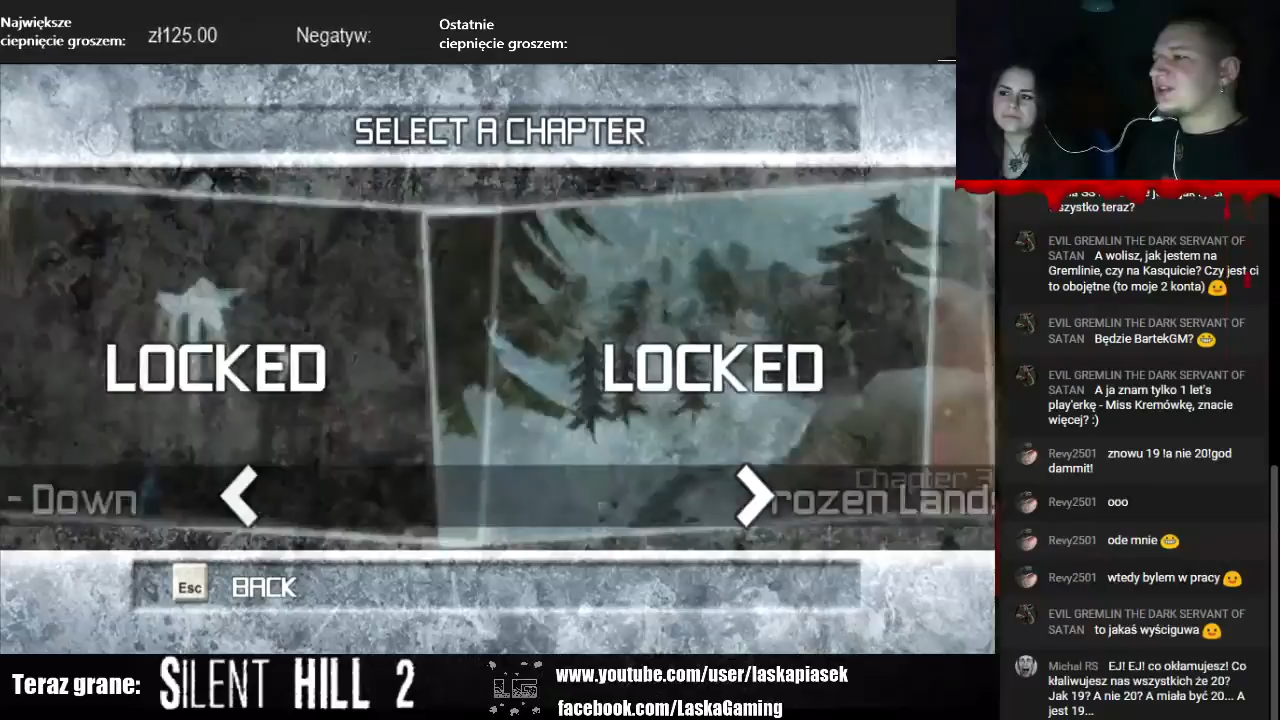 Największe
ciepnięcie groszem:
zł125.00
Negatyw:
Ostatnie
ciepnięcie groszem:
SELECT A CHAPTER
LOCKED
LOCKED
- Down
Chapter 3
rozen Lands
Esc BACK
Teraz grane:
SILENT HILL 2
LG
www.youtube.com/user/laskapiasek
facebook.com/LaskaGaming
wszystko teraz?
EVIL GREMLIN THE DARK SERVANT OF
SATAN A wolisz, jak jestem na
Gremlinie, czy na Kasquicie? Czy jest ci
to obojętne (to moje 2 konta)
EVIL GREMLIN THE DARK SERVANT OF
SATAN Będzie BartekGM?
EVIL GREMLIN THE DARK SERVANT OF
SATAN A ja znam tylko 1 let's
play'erkę - Miss Kremówkę, znacie
więcej? :)
Revy2501 znowu 19 !a nie 20!god
dammit!
Revy2501 ooo
Revy2501 ode mnie
Revy2501 wtedy bylem w pracy
EVIL GREMLIN THE DARK SERVANT OF
SATAN to jakaś wyściguwa
Michal RS EJ! EJ! co okłamujesz! Co
kłaliwujesz nas wszystkich że 20?
Jak 19? A nie 20? A miała być 20... A
jest 19...